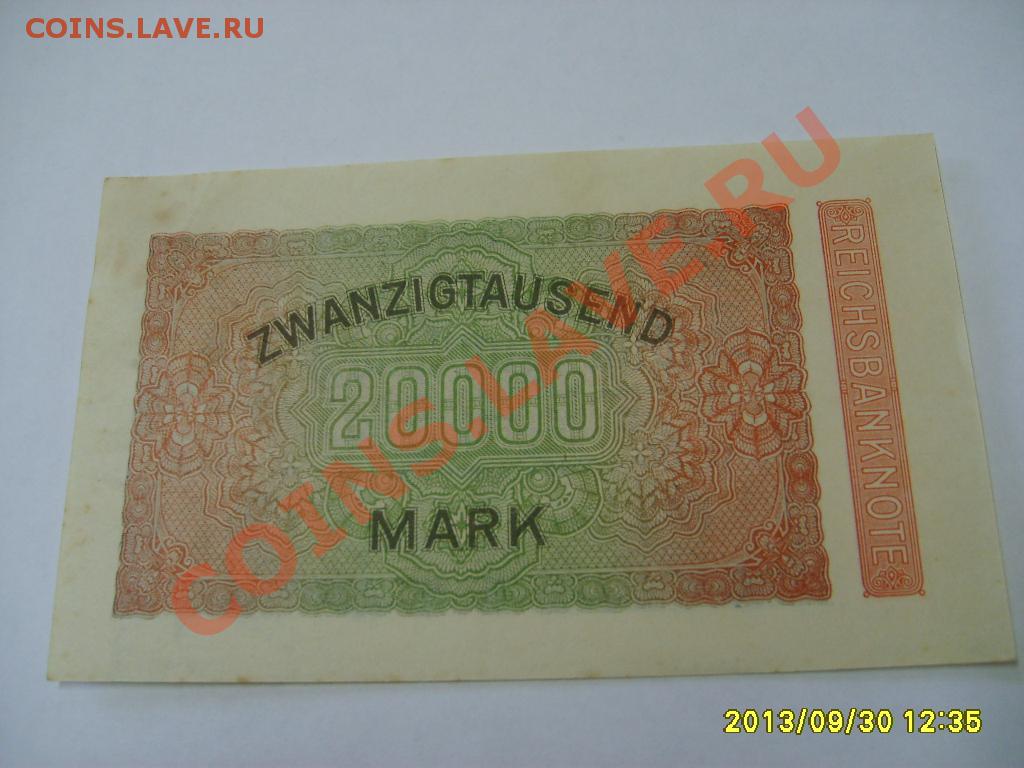 COINS.LAVE.RU
ZWANZIGTAUSEND
20000
MARK
REICHSBANKNOTE
COINS.LAVE.RU
2013/09/30 12:35